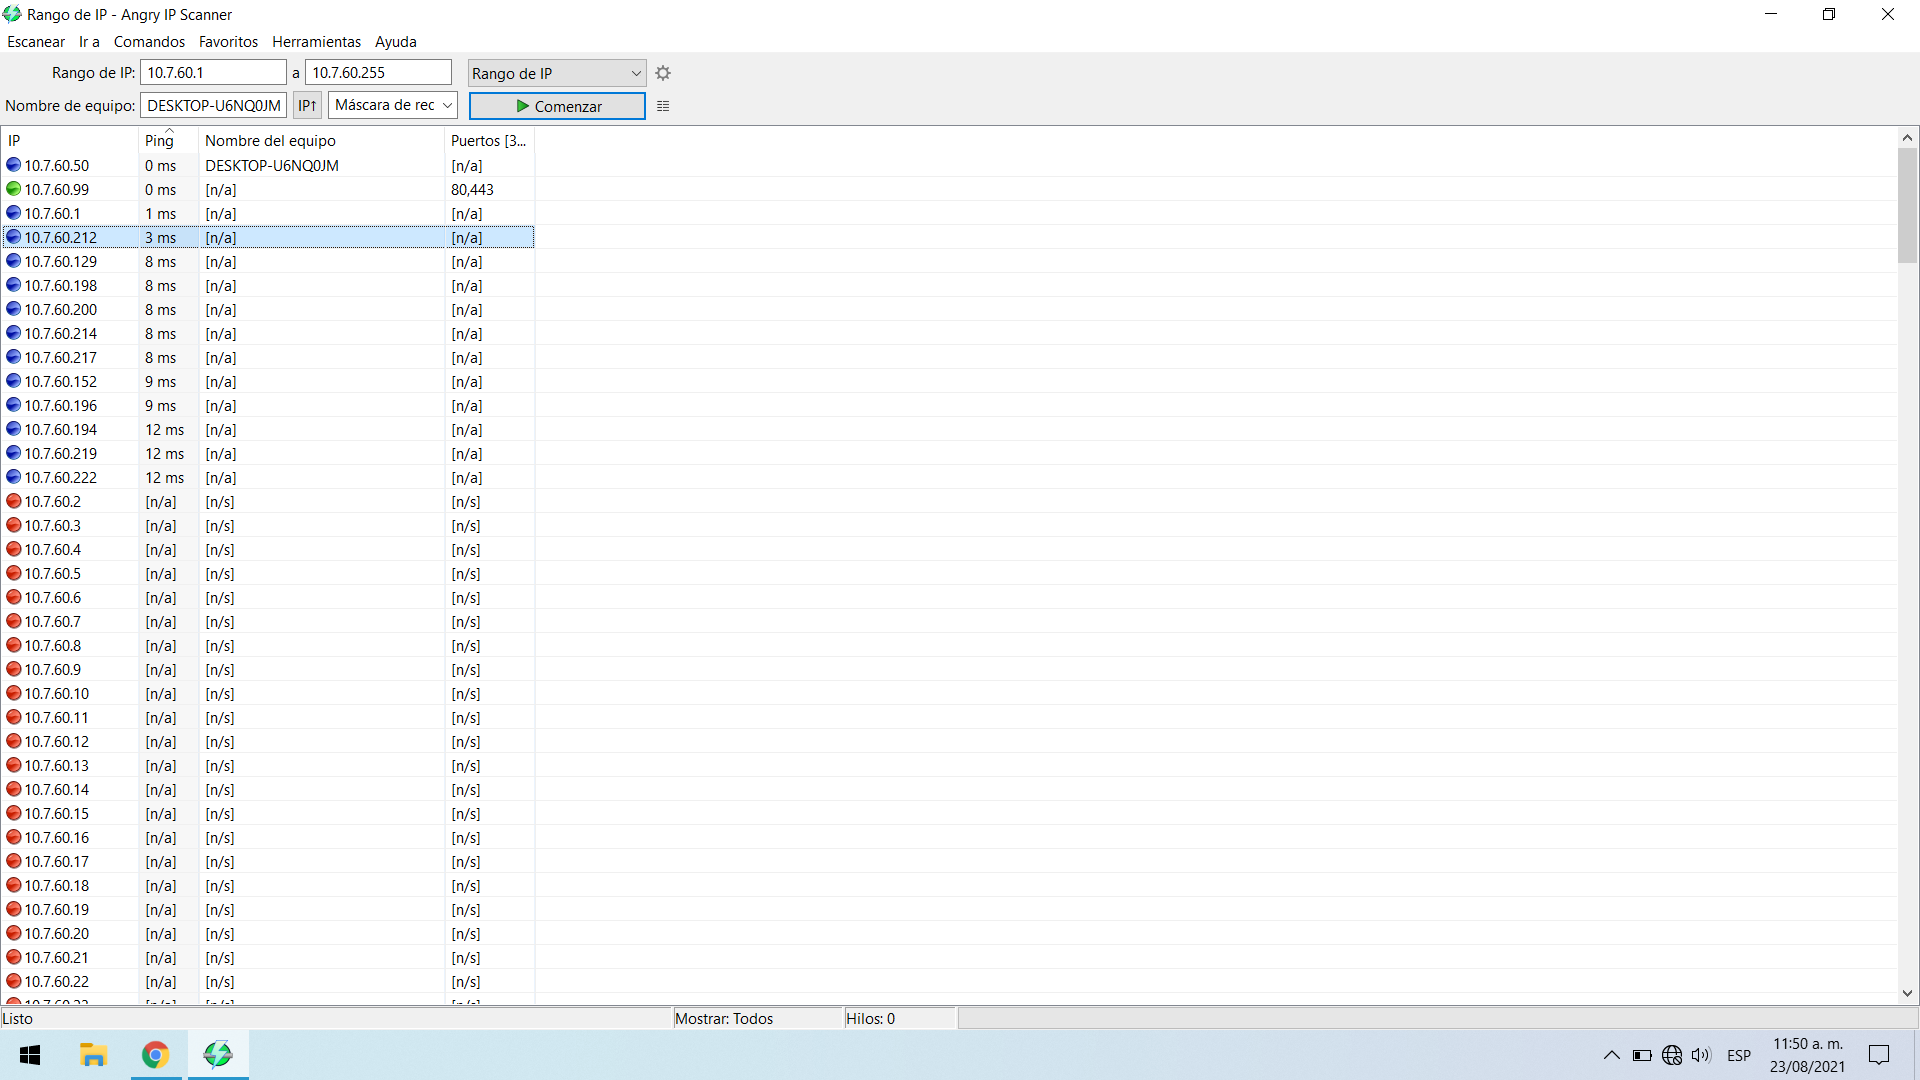 Rango de IP - Angry IP Scanner
Escanear Ir a Comandos Favoritos Herramientas Ayuda
Rango de IP: 10.7.60.1 a 10.7.60.255 Rango de IP
Nombre de equipo: DESKTOP-U6NQ0JM IP↑ Máscara de rec Comenzar
IP Ping Nombre del equipo Puertos [3...
10.7.60.50 0 ms DESKTOP-U6NQ0JM [n/a]
10.7.60.99 0 ms [n/a] 80,443
10.7.60.1 1 ms [n/a] [n/a]
10.7.60.212 3 ms [n/a] [n/a]
10.7.60.129 8 ms [n/a] [n/a]
10.7.60.198 8 ms [n/a] [n/a]
10.7.60.200 8 ms [n/a] [n/a]
10.7.60.214 8 ms [n/a] [n/a]
10.7.60.217 8 ms [n/a] [n/a]
10.7.60.152 9 ms [n/a] [n/a]
10.7.60.196 9 ms [n/a] [n/a]
10.7.60.194 12 ms [n/a] [n/a]
10.7.60.219 12 ms [n/a] [n/a]
10.7.60.222 12 ms [n/a] [n/a]
10.7.60.2 [n/a] [n/s] [n/s]
10.7.60.3 [n/a] [n/s] [n/s]
10.7.60.4 [n/a] [n/s] [n/s]
10.7.60.5 [n/a] [n/s] [n/s]
10.7.60.6 [n/a] [n/s] [n/s]
10.7.60.7 [n/a] [n/s] [n/s]
10.7.60.8 [n/a] [n/s] [n/s]
10.7.60.9 [n/a] [n/s] [n/s]
10.7.60.10 [n/a] [n/s] [n/s]
10.7.60.11 [n/a] [n/s] [n/s]
10.7.60.12 [n/a] [n/s] [n/s]
10.7.60.13 [n/a] [n/s] [n/s]
10.7.60.14 [n/a] [n/s] [n/s]
10.7.60.15 [n/a] [n/s] [n/s]
10.7.60.16 [n/a] [n/s] [n/s]
10.7.60.17 [n/a] [n/s] [n/s]
10.7.60.18 [n/a] [n/s] [n/s]
10.7.60.19 [n/a] [n/s] [n/s]
10.7.60.20 [n/a] [n/s] [n/s]
10.7.60.21 [n/a] [n/s] [n/s]
10.7.60.22 [n/a] [n/s] [n/s]
Listo Mostrar: Todos Hilos: 0
ESP 11:50 a. m.
23/08/2021